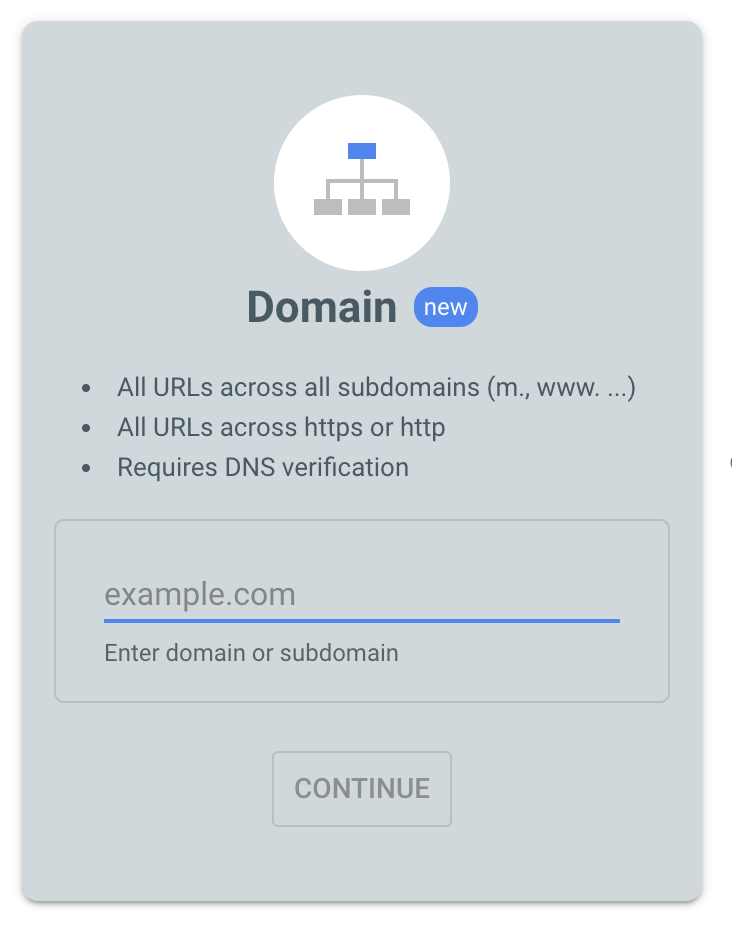 Domain new
• All URLs across all subdomains (m., www. ...)
• All URLs across https or http
• Requires DNS verification
example.com
Enter domain or subdomain
CONTINUE